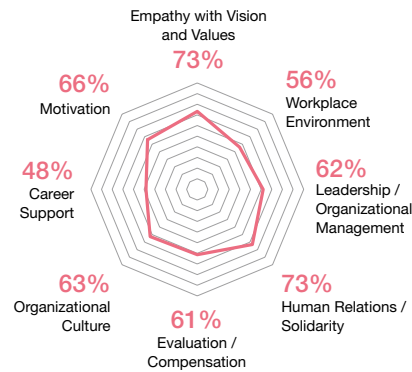 Empathy with Vision
and Values
73%
56%
Workplace
Environment
62%
Leadership /
Organizational
Management
73%
Human Relations /
Solidarity
61%
Evaluation /
Compensation
63%
Organizational
Culture
48%
Career
Support
66%
Motivation